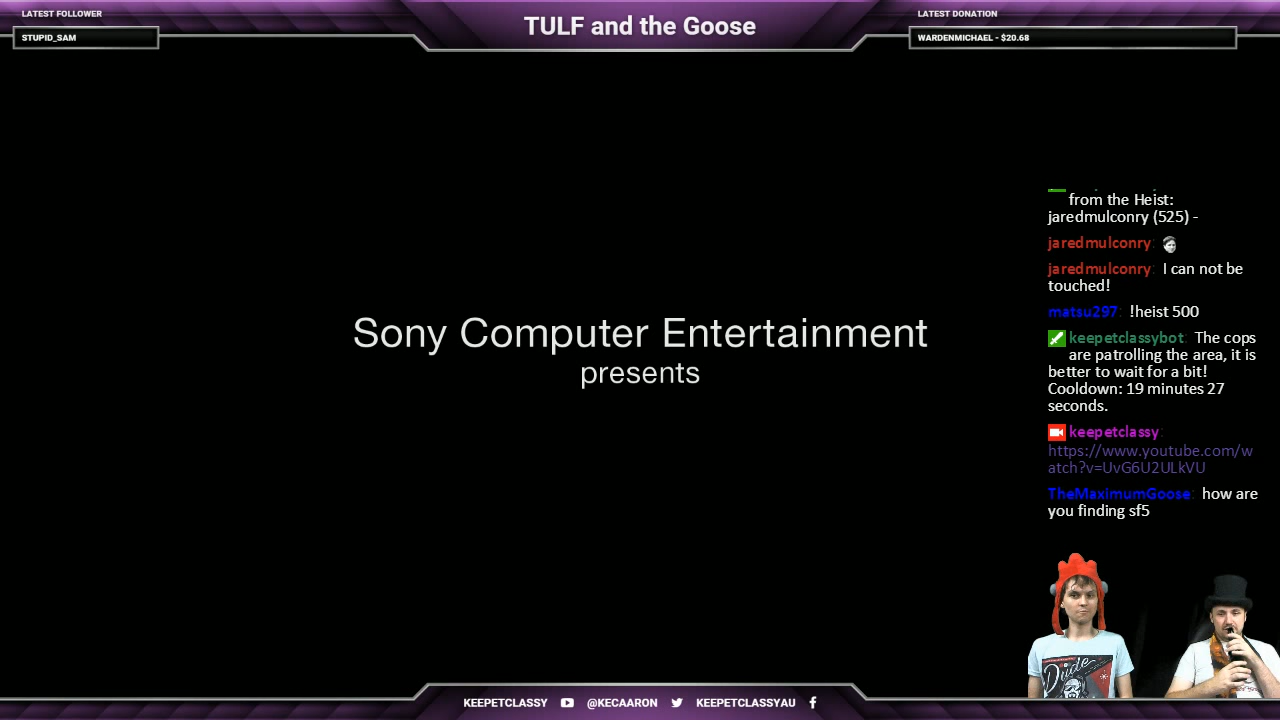 LATEST FOLLOWER
STUPID_SAM
TULF and the Goose
LATEST DONATION
WARDENMICHAEL - $20.68
Sony Computer Entertainment
presents
from the Heist:
jaredmulconry (525) -
jaredmulconry:
jaredmulconry: I can not be
touched!
matsu297: !heist 500
keepetclassybot: The cops
are patrolling the area, it is
better to wait for a bit!
Cooldown: 19 minutes 27
seconds.
keepetclassy:
https://www.youtube.com/w
atch?v=UvG6U2ULkVU
TheMaximumGoose: how are
you finding sf5
Dude
KEEPETCLASSY @KECAARON KEEPETCLASSYAU